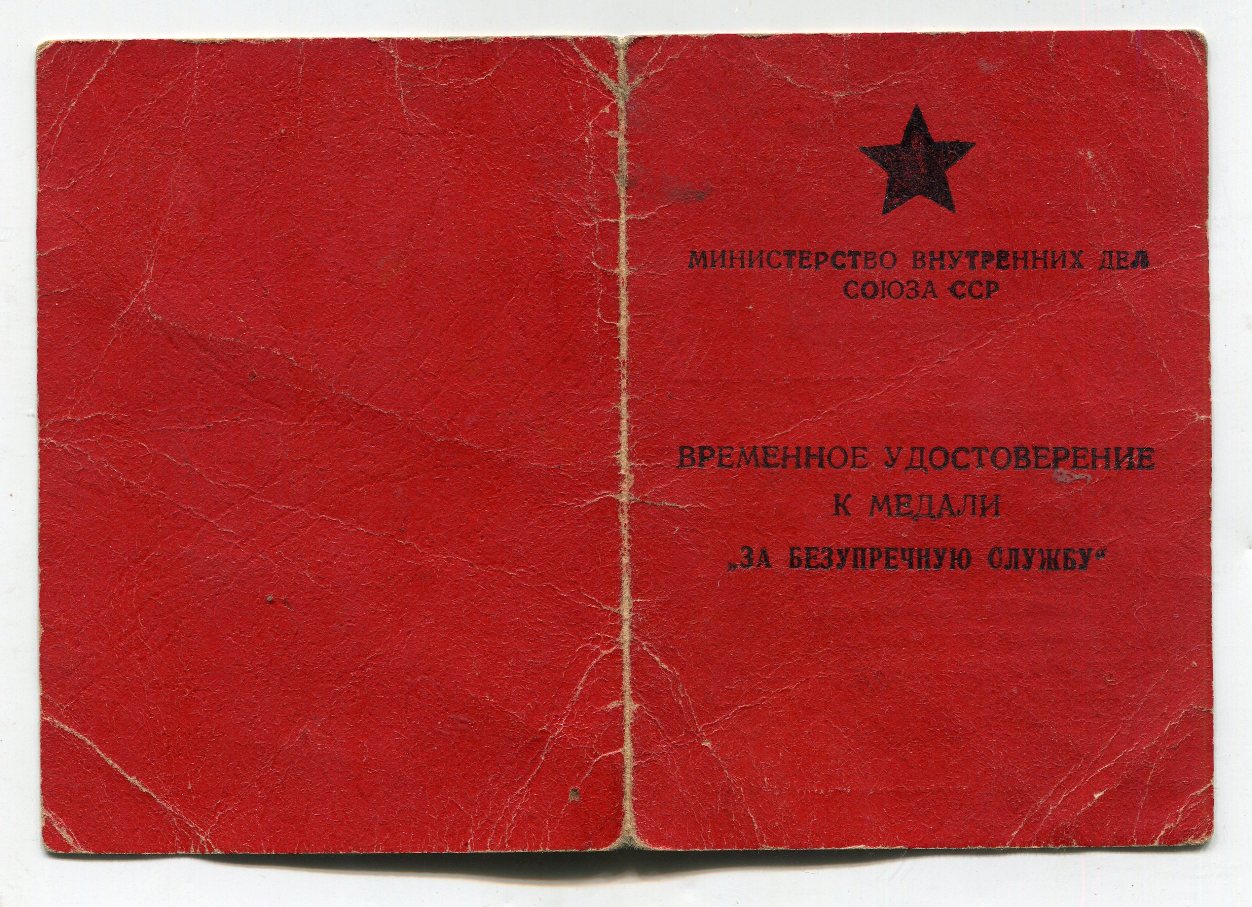 МИНИСТЕРСТВО ВНУТРЕННИХ ДЕЛ
СОЮЗА ССР
ВРЕМЕННОЕ УДОСТОВЕРЕНИЕ
К МЕДАЛИ
„ЗА БЕЗУПРЕЧНУЮ СЛУЖБУ“